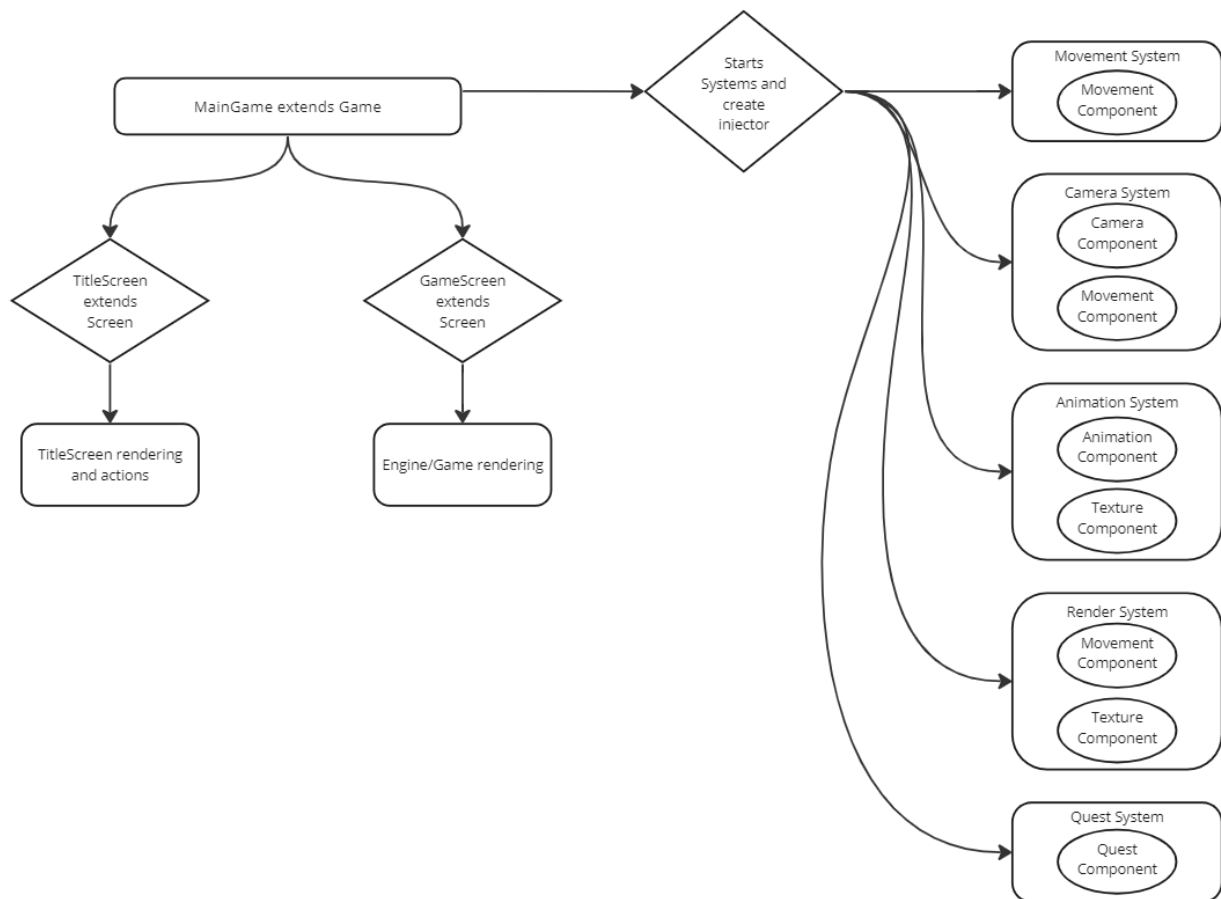 MainGame extends Game
Starts
Systems and
create
injector
TitleScreen
extends
Screen
GameScreen
extends
Screen
TitleScreen rendering
and actions
Engine/Game rendering
Movement System
Movement
Component
Camera System
Camera
Component
Movement
Component
Animation System
Animation
Component
Texture
Component
Render System
Movement
Component
Texture
Component
Quest System
Quest
Component